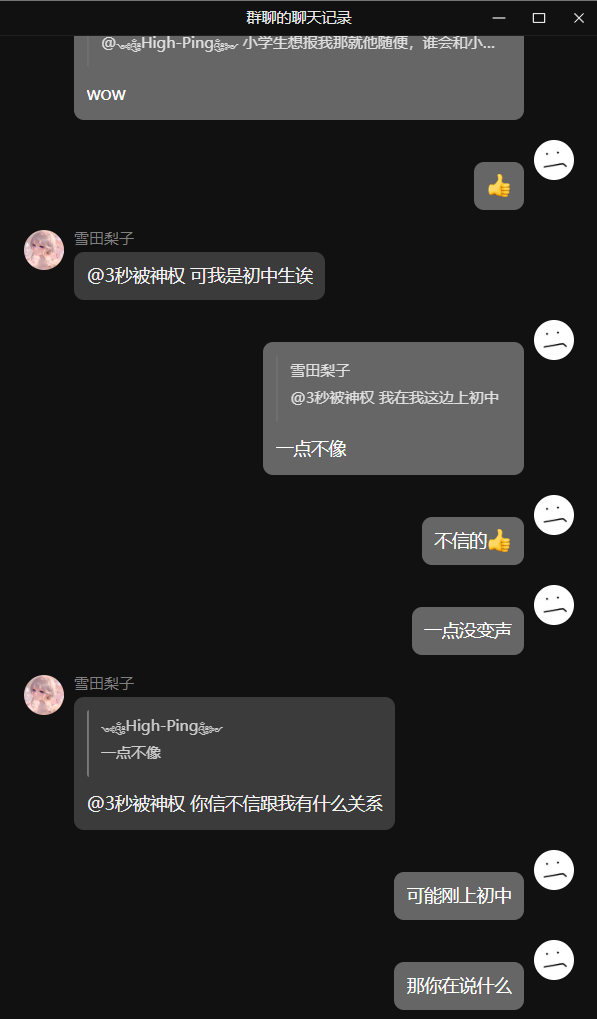 群聊的聊天记录
@High-Ping 小学生想报我那就他随便，谁会和小...
wow
👍
雪田梨子
@3秒被神权 可我是初中生诶
雪田梨子
@3秒被神权 我在我这边上初中
一点不像
不信的👍
一点没变声
雪田梨子
High-Ping
一点不像
@3秒被神权 你信不信跟我有什么关系
可能刚上初中
那你在说什么